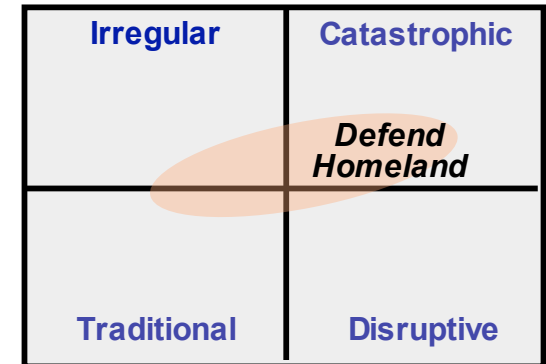 Irregular
Catastrophic
Defend
Homeland
Traditional
Disruptive